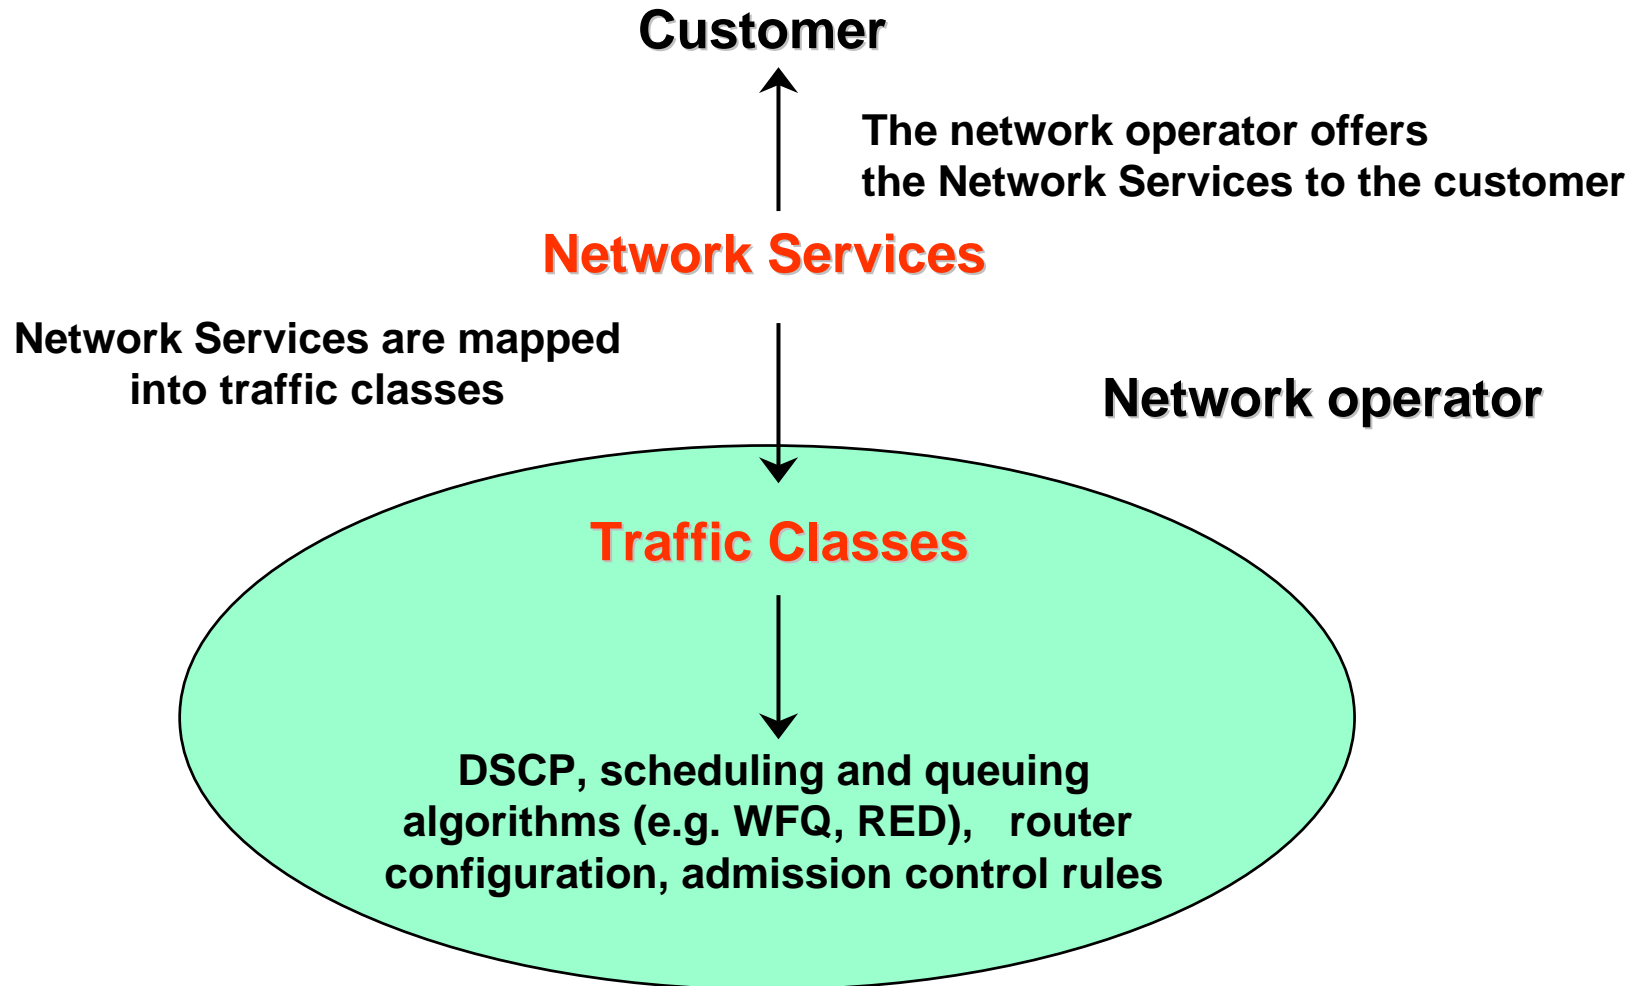 Customer
The network operator offers
the Network Services to the customer
Network Services
Network Services are mapped
into traffic classes
Network operator
Traffic Classes
DSCP, scheduling and queuing
algorithms (e.g. WFQ, RED), router
configuration, admission control rules